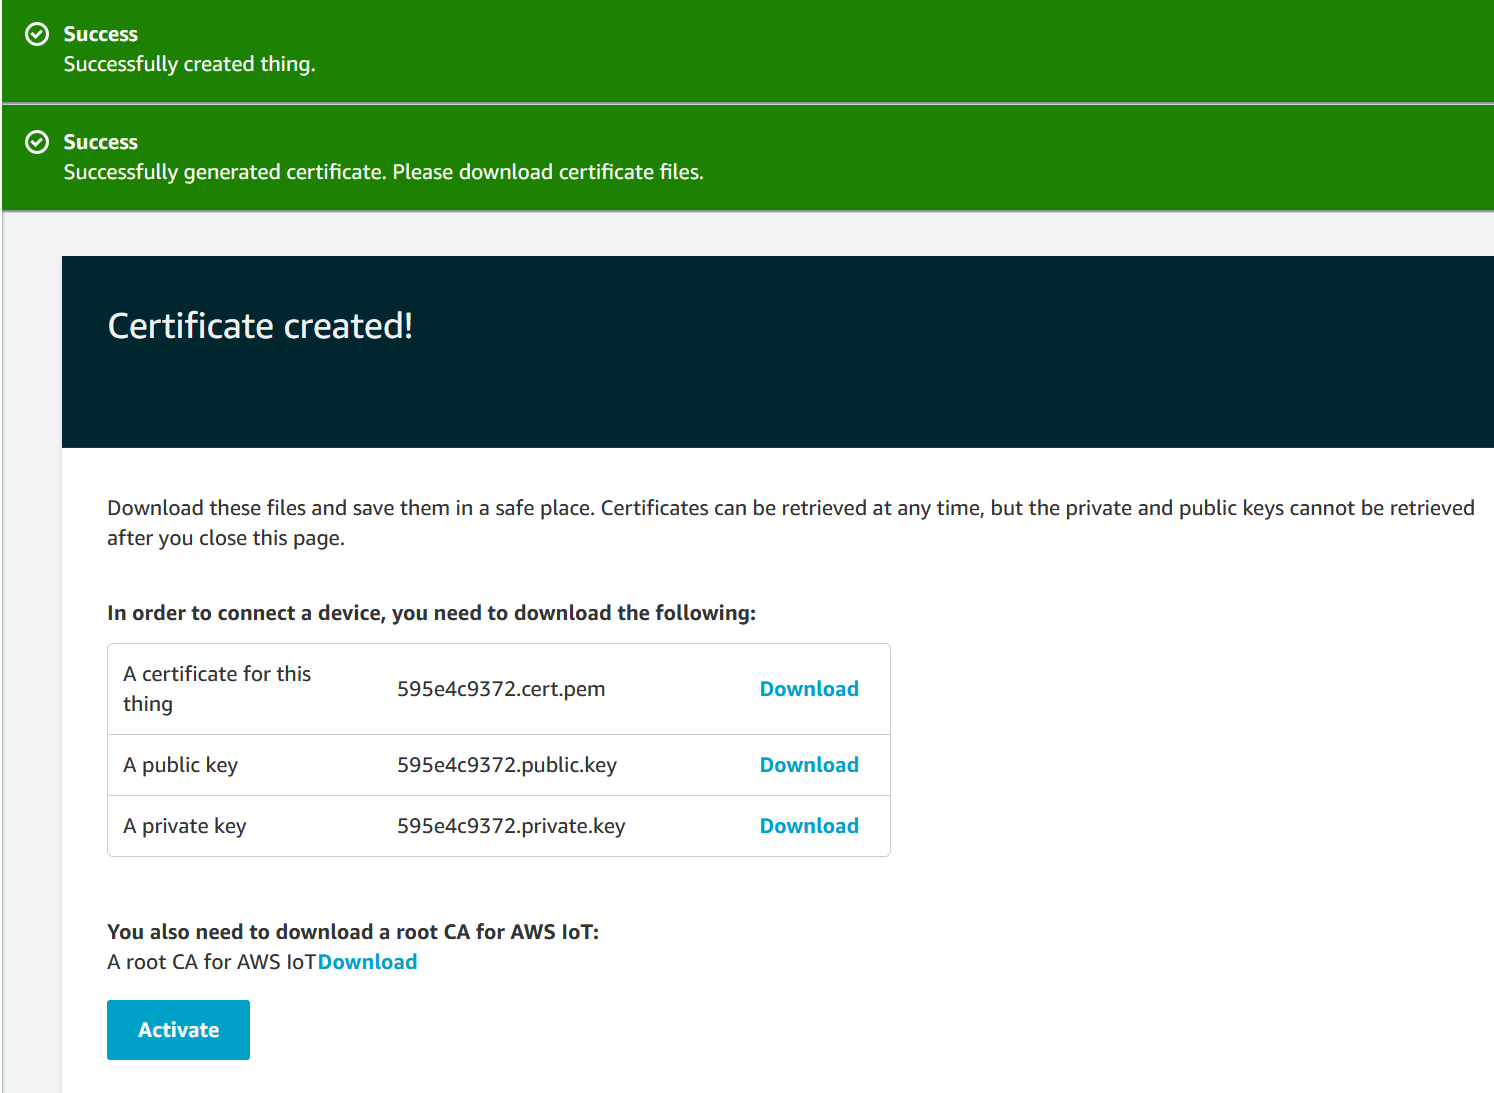 Success
Successfully created thing.
Success
Successfully generated certificate. Please download certificate files.
Certificate created!
Download these files and save them in a safe place. Certificates can be retrieved at any time, but the private and public keys cannot be retrieved
after you close this page.
In order to connect a device, you need to download the following:
A certificate for this
thing
595e4c9372.cert.pem
Download
A public key
595e4c9372.public.key
Download
A private key
595e4c9372.private.key
Download
You also need to download a root CA for AWS IoT:
A root CA for AWS IoTDownload
Activate